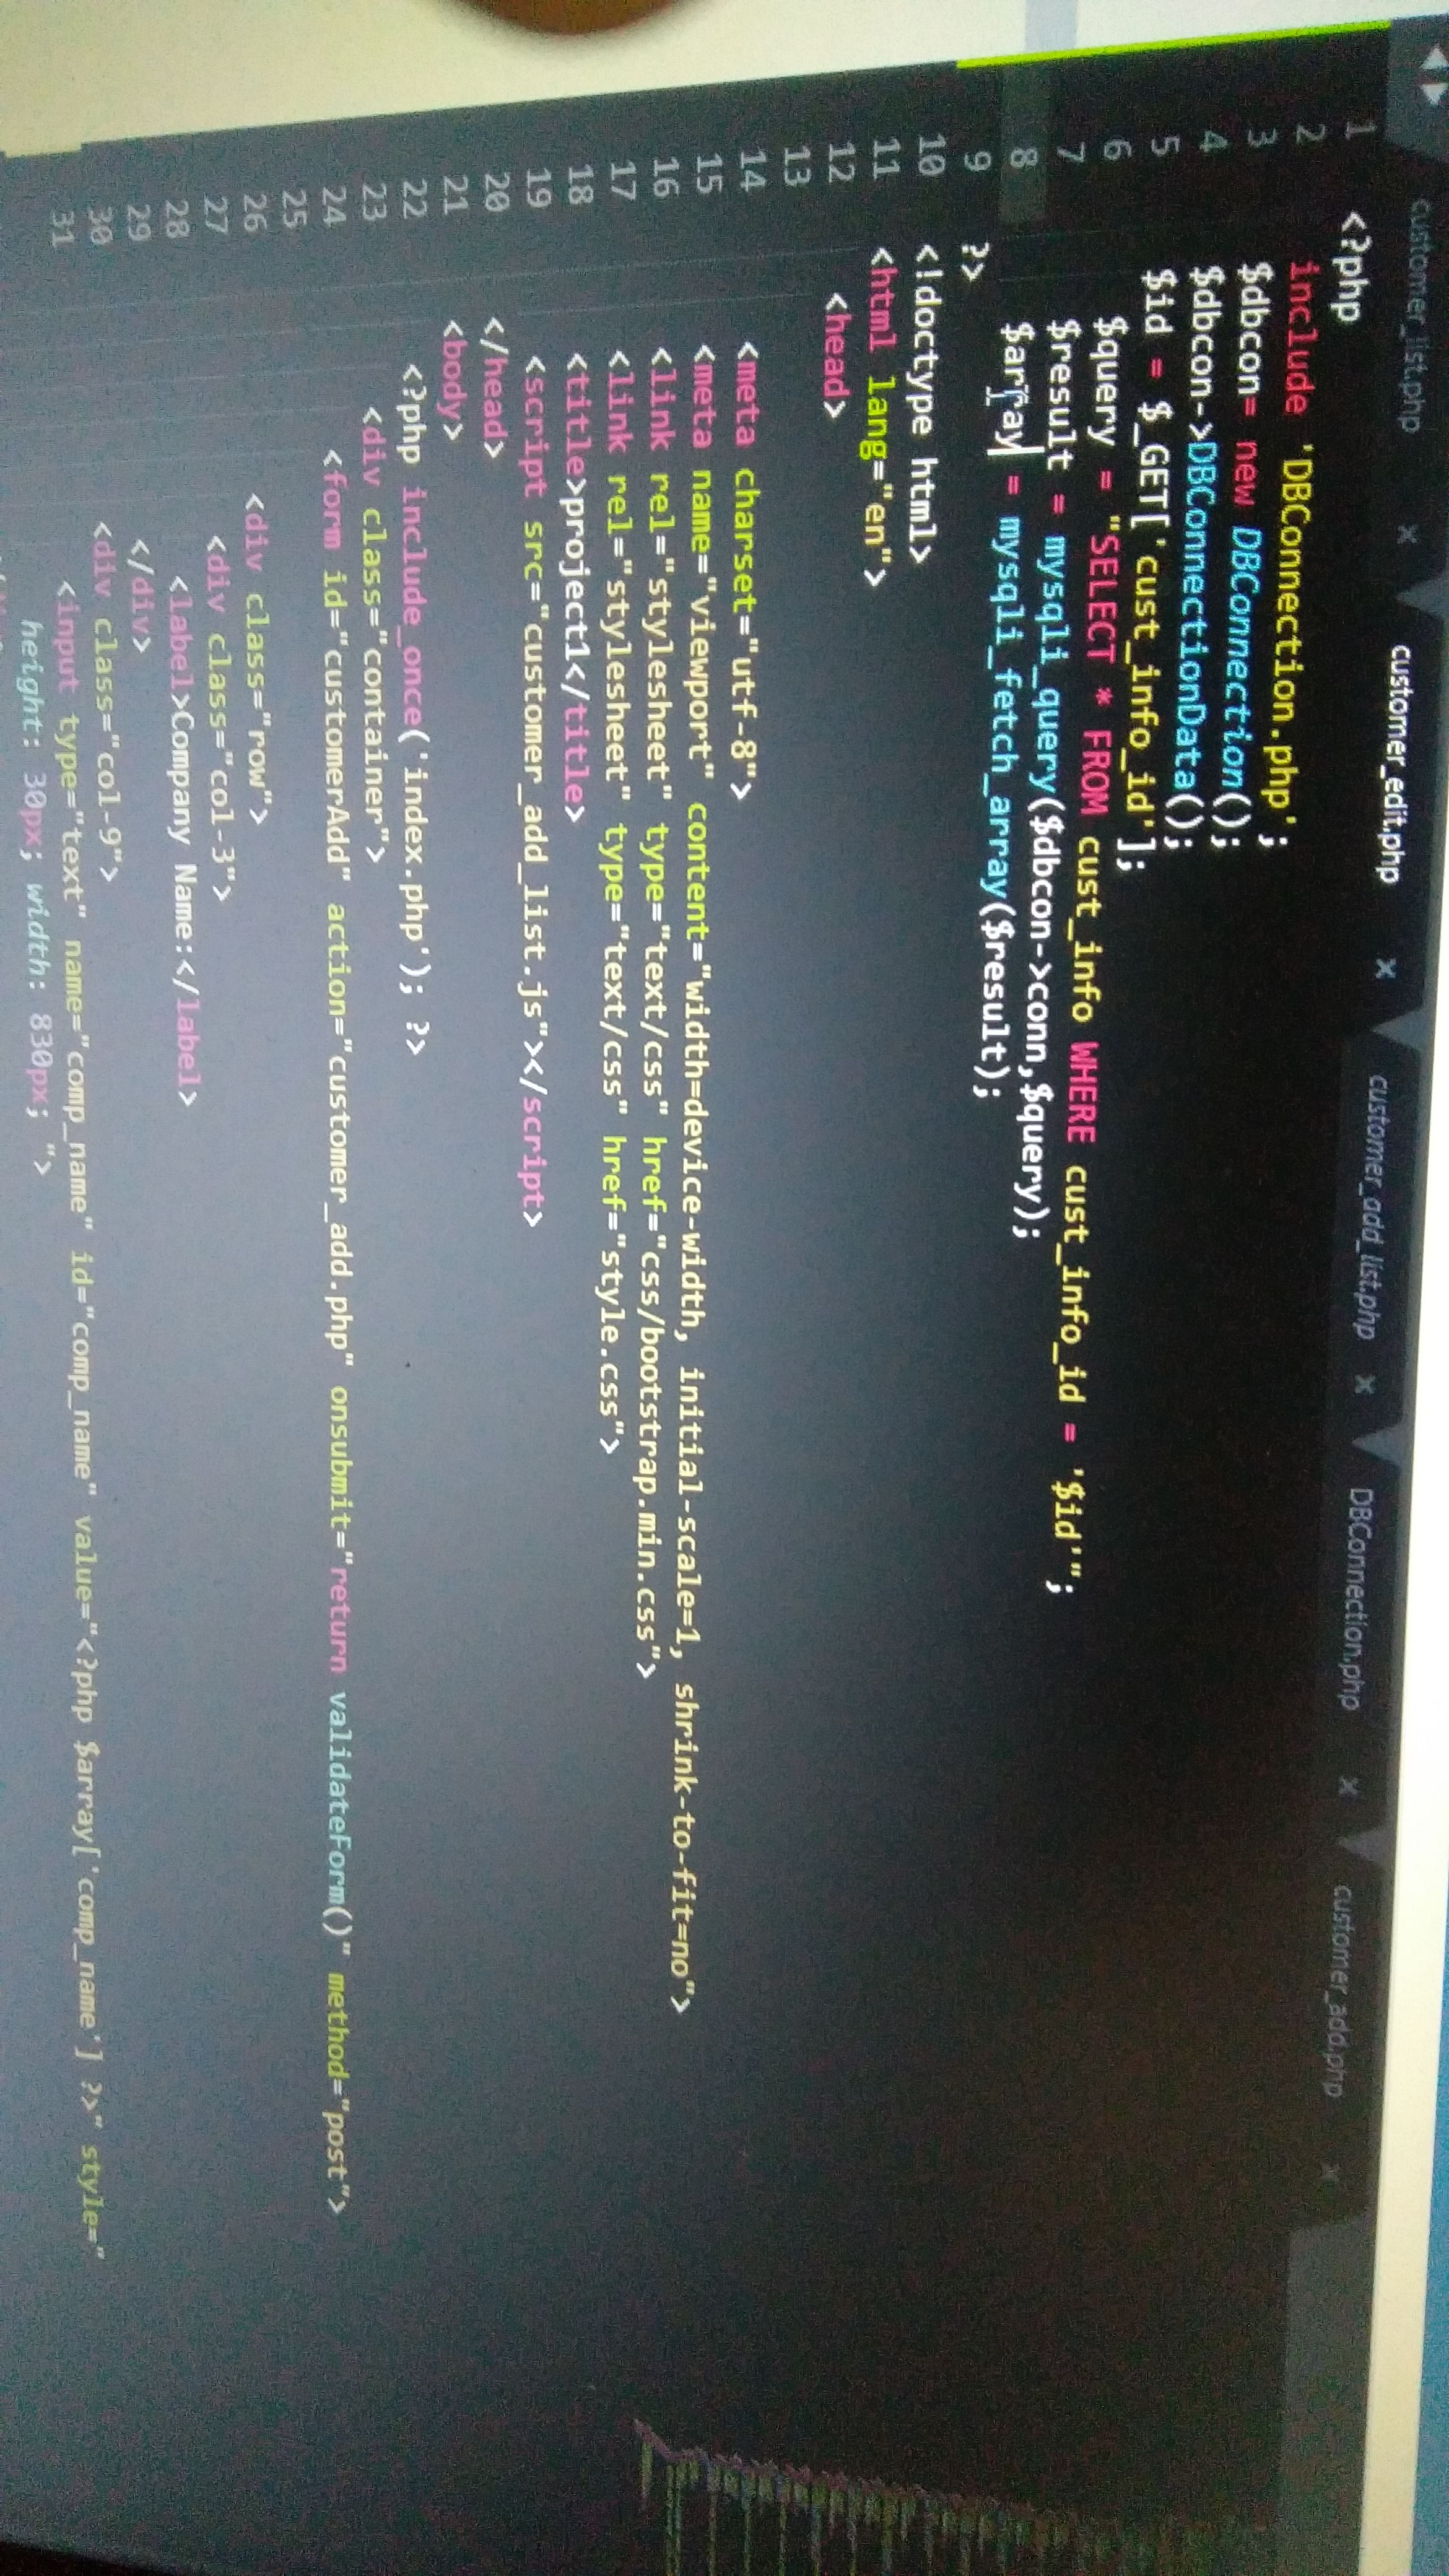 customer_list.php
customer_edit.php
customer_add_list.php
DBConnection.php
customer_add.php
1 <?php
2 include 'DBConnection.php';
3 $dbcon= new DBConnection();
4 $dbcon->DBConnectionData();
5 $id = $_GET['cust_info_id'];
6 $query = "SELECT * FROM cust_info WHERE cust_info_id = '$id'";
7 $result = mysqli_query($dbcon->conn,$query);
8 $array = mysqli_fetch_array($result);
9 ?>
10 <!doctype html>
11 <html lang="en">
12 <head>
13
14 <meta charset="utf-8">
15 <meta name="viewport" content="width=device-width, initial-scale=1, shrink-to-fit=no">
16 <link rel="stylesheet" type="text/css" href="css/bootstrap.min.css">
17 <link rel="stylesheet" type="text/css" href="style.css">
18 <title>project1</title>
19 <script src="customer_add_list.js"></script>
20 </head>
21 <body>
22 <?php include_once('index.php'); ?>
23 <div class="container">
24 <form id="customerAdd" action="customer_add.php" onsubmit="return validateForm()" method="post">
25
26 <div class="row">
27 <div class="col-3">
28 <label>Company Name:</label>
29 </div>
30 <div class="col-9">
31 <input type="text" name="comp_name" id="comp_name" value="<?php $array['comp_name'] ?>" style="
height: 30px; width: 830px; ">